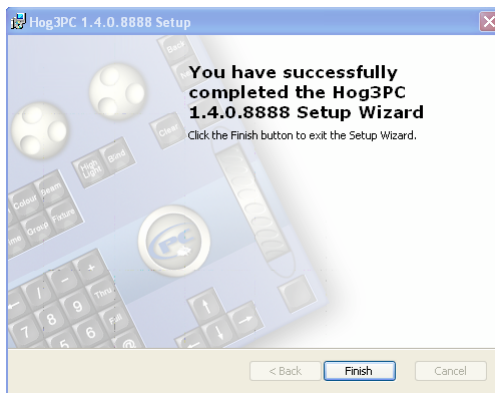 Hog3PC 1.4.0.8888 Setup
You have successfully
completed the Hog3PC
1.4.0.8888 Setup Wizard
Click the Finish button to exit the Setup Wizard.
Back
Clear
High Light
Blind
Colour
Beam
Group
Fixture
PC
←
/
-
+
7
8
9
Thru
5
6
Full
@
↑
← ↓ →
< Back
Finish
Cancel